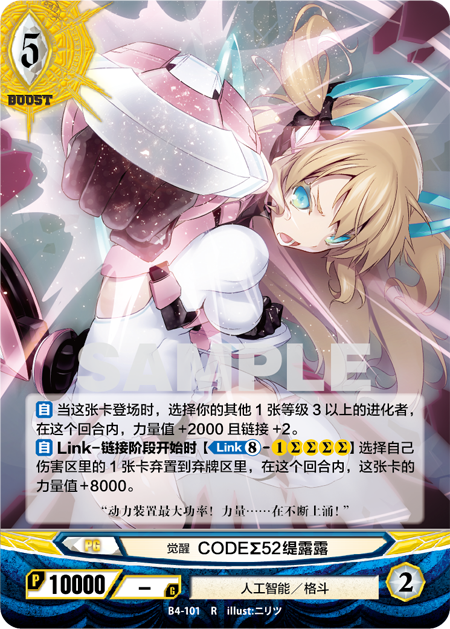 5
BOOST
SAMPLE
自 当这张卡登场时，选择你的其他1张等级3以上的进化者，
在这个回合内，力量值+2000且链接+2。
自 Link-链接阶段开始时【Link⑧-1ΣΣΣΣ】选择自己
伤害区里的1张卡弃置到弃牌区里，在这个回合内，这张卡的
力量值+8000。
“动力装置最大功率！力量……在不断上涌！”
PG 觉醒 CODEΣ52缇露露
P 10000 – G 人工智能／格斗 2
B4-101 R illust:ニリツ